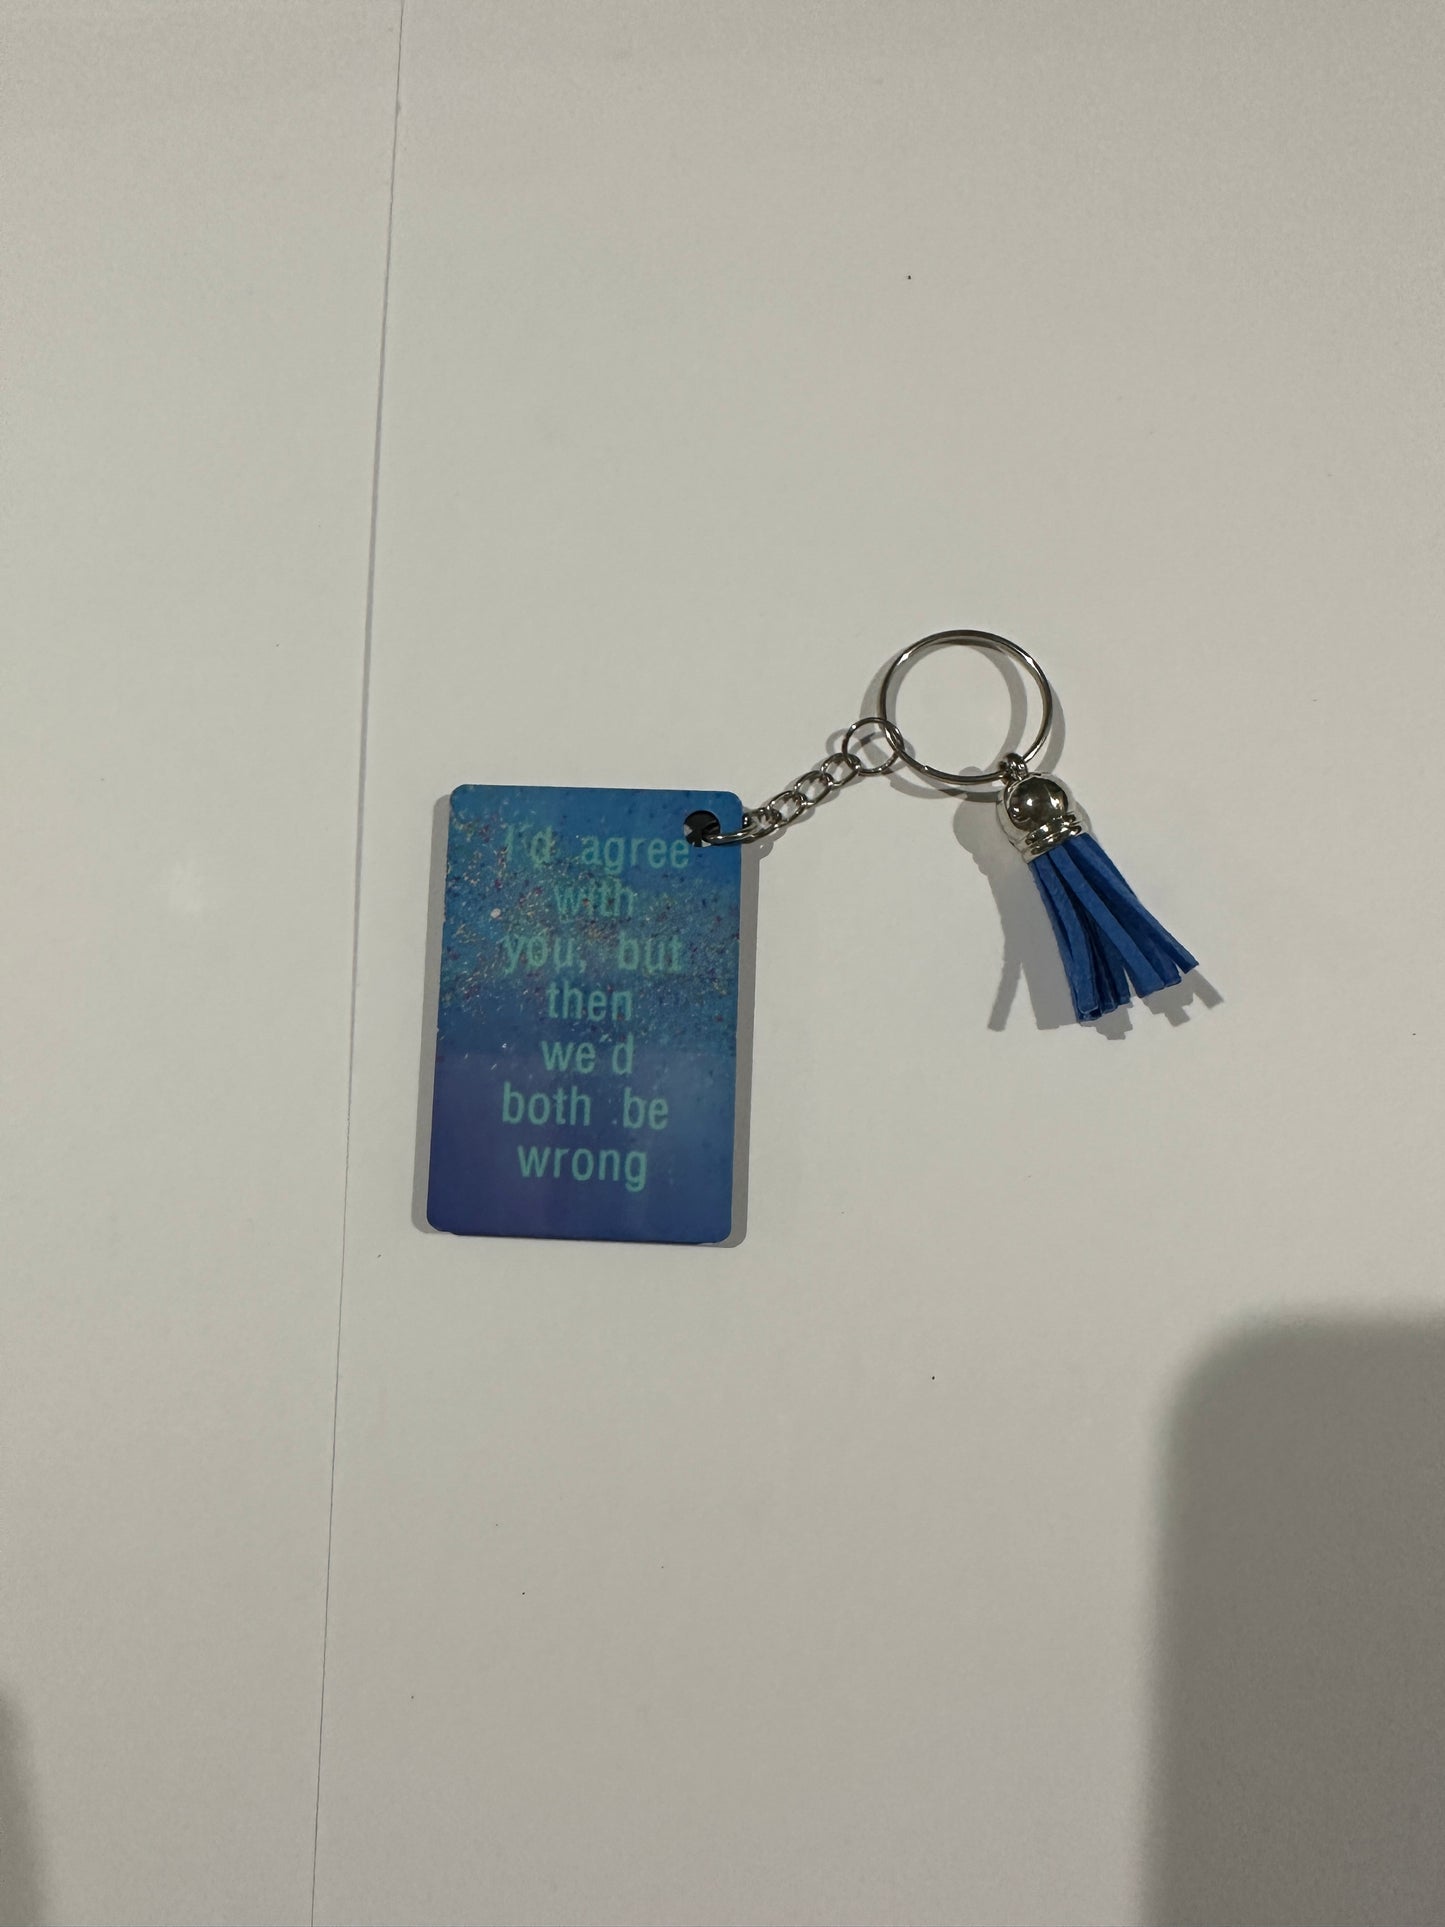 I'd agree
with
you, but
then
we d
both be
wrong